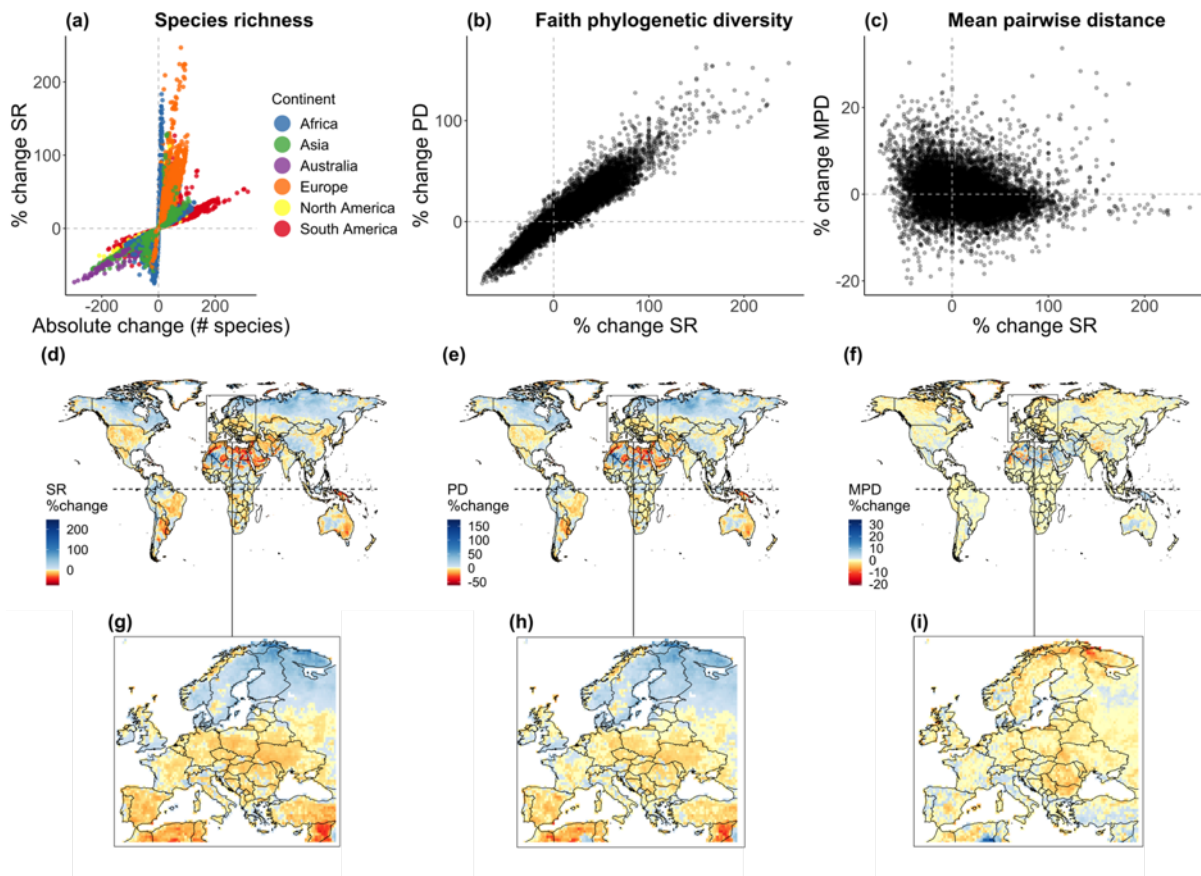 (a) Species richness
% change SR
200
100
0
-200 0 200
Absolute change (# species)
Continent
Africa
Asia
Australia
Europe
North America
South America
(b) Faith phylogenetic diversity
% change PD
100
0
0 100 200
% change SR
(c) Mean pairwise distance
% change MPD
20
0
-20
0 100 200
% change SR
(d)
SR
%change
200
100
0
(e)
PD
%change
150
100
50
0
-50
(f)
MPD
%change
30
20
10
0
-10
-20
(g)
(h)
(i)